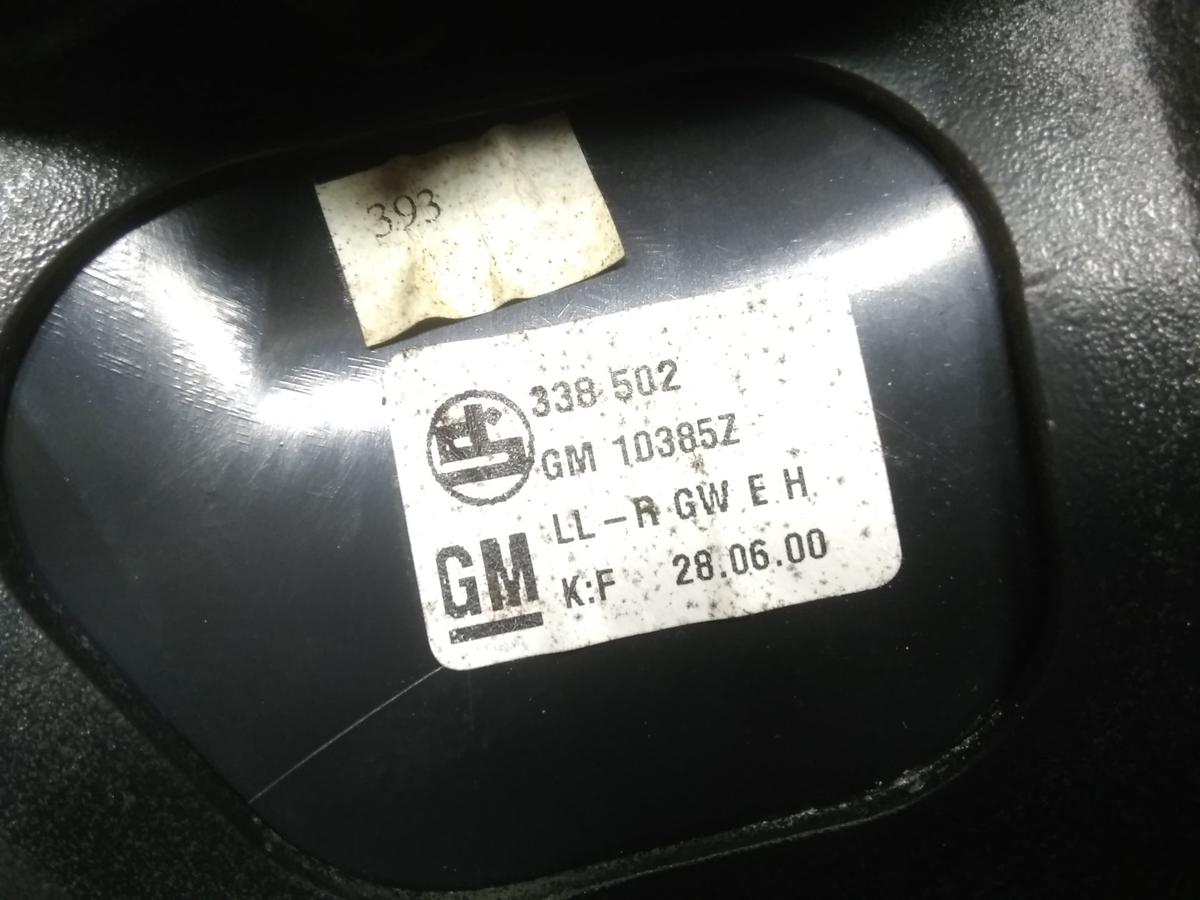 393
338 502
GM 10385Z
LL-R GW E H
GM
K:F 28.06.00